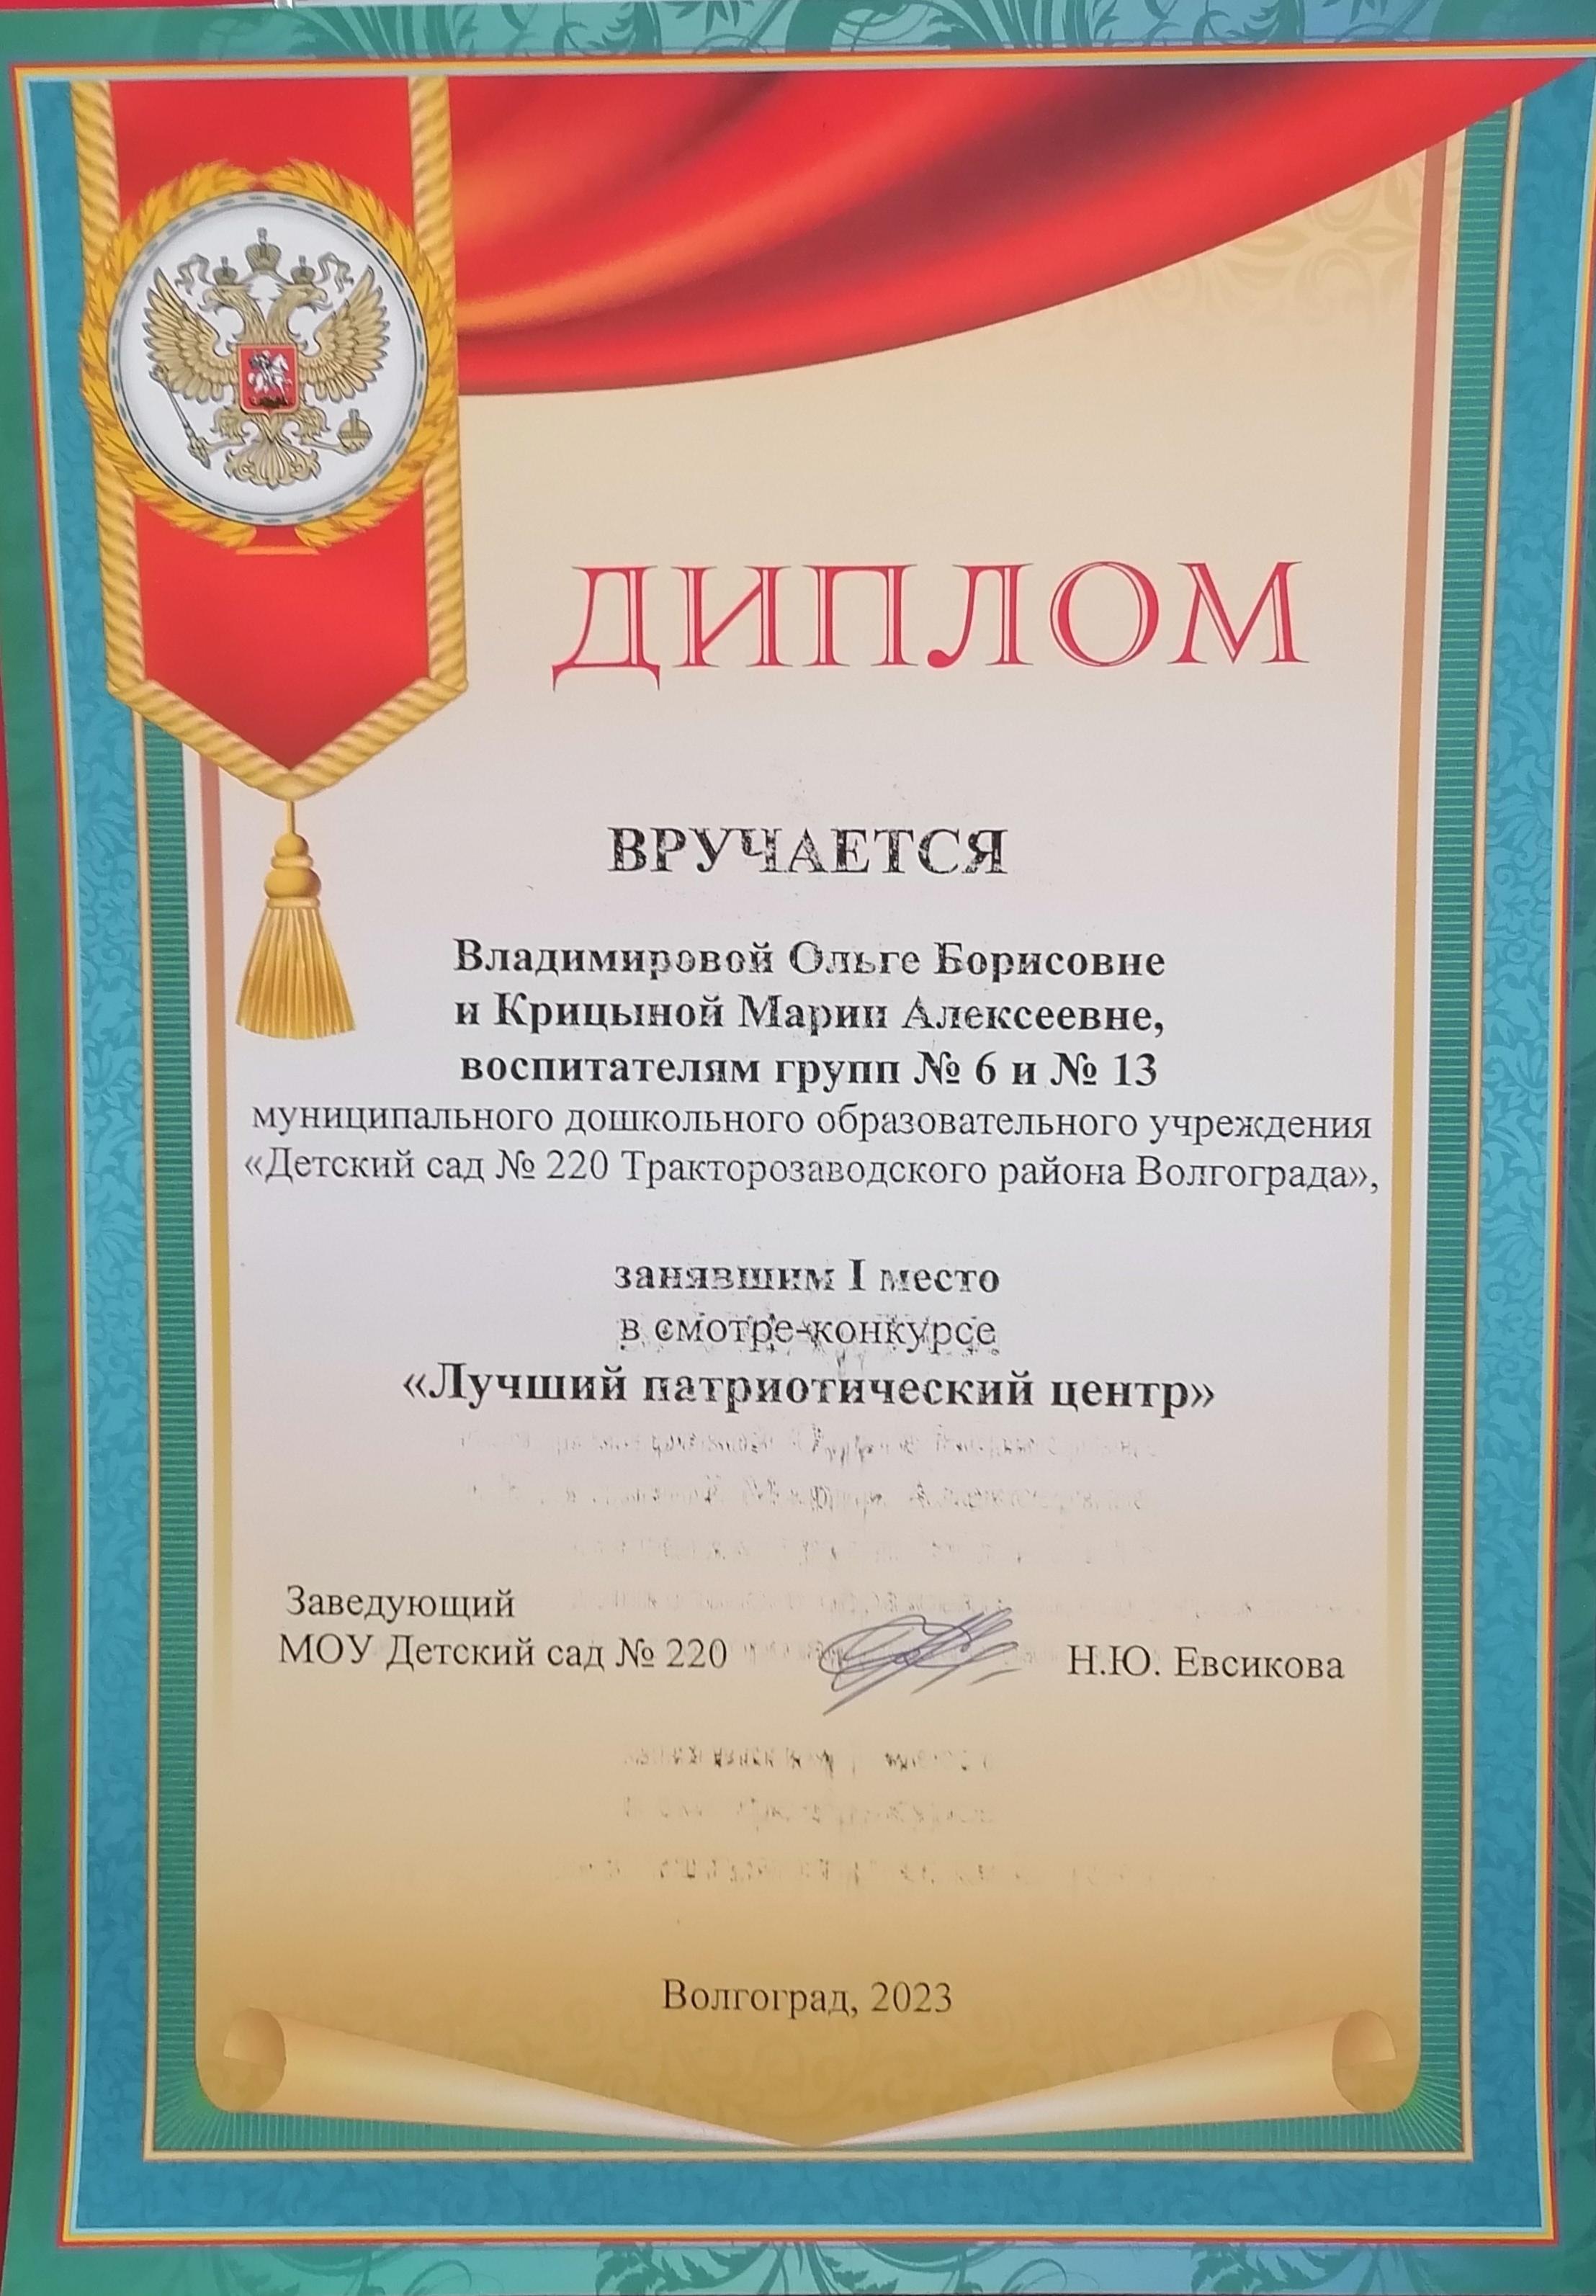 ДИПЛОМ
ВРУЧАЕТСЯ
Владимировой Ольге Борисовне
и Крицыной Марии Алексеевне,
воспитателям групп № 6 и № 13
муниципального дошкольного образовательного учреждения
«Детский сад № 220 Тракторозаводского района Волгограда»,
занявшим I место
в смотре-конкурсе
«Лучший патриотический центр»
Заведующий
МОУ Детский сад № 220 Н.Ю. Евсикова
Волгоград, 2023